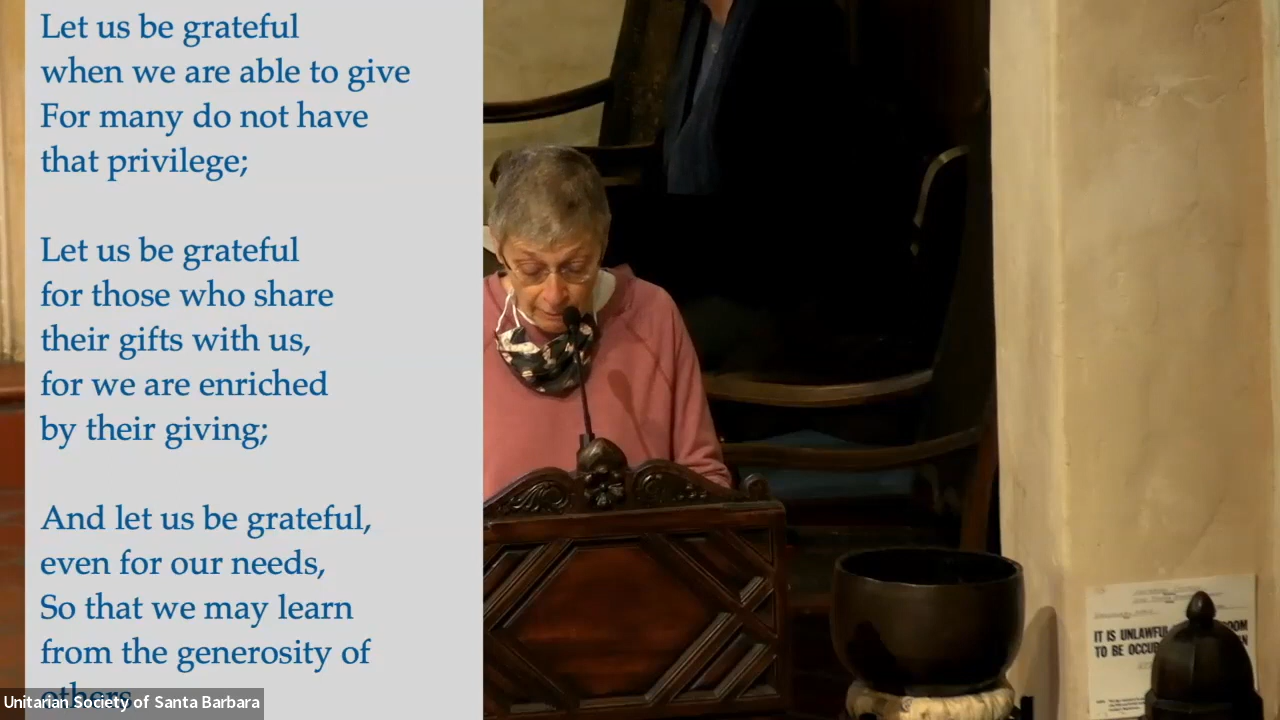 Let us be grateful
when we are able to give
For many do not have
that privilege;
Let us be grateful
for those who share
their gifts with us,
for we are enriched
by their giving;
And let us be grateful,
even for our needs,
So that we may learn
from the generosity of
others
Unitarian Society of Santa Barbara
IT IS UNLAWFUL
TO BE